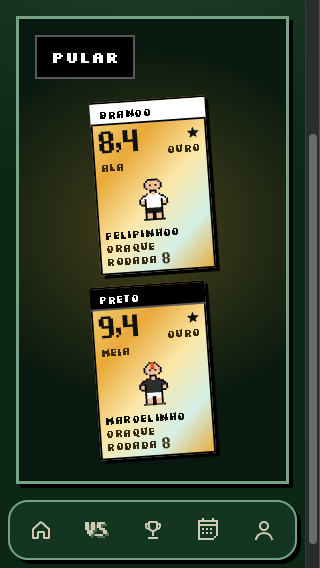 PULAR
BRANCO
8,4
OURO
ALA
FELIPINHOO
CRAQUE
RODADA 8
PRETO
9,4
OURO
MEIA
MARCELINHO
CRAQUE
RODADA 8
VS